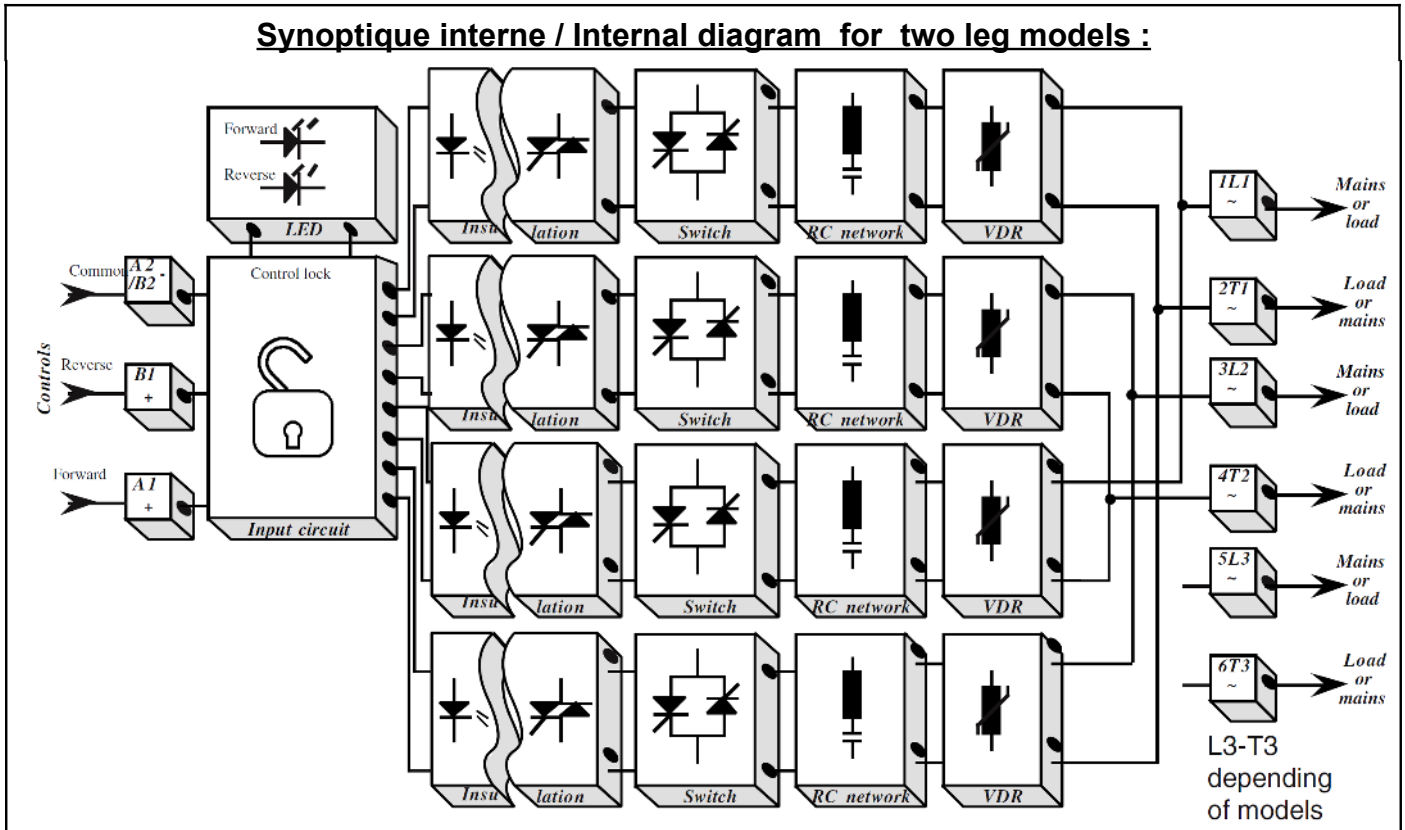 Synoptique interne / Internal diagram for two leg models :
Forward
Reverse
LED
Insu lation
Switch
RC network
VDR
1L1
~
Mains
or
load
Common
A2 -
/B2
Control lock
Controls
Reverse
B1
+
Forward
A1
+
Input circuit
Insu lation
Switch
RC network
VDR
2T1
~
Load
or
mains
3L2
~
Mains
or
load
Insu lation
Switch
RC network
VDR
4T2
~
Load
or
mains
5L3
~
Mains
or
load
Insu lation
Switch
RC network
VDR
6T3
~
Load
or
mains
L3-T3
depending
of models